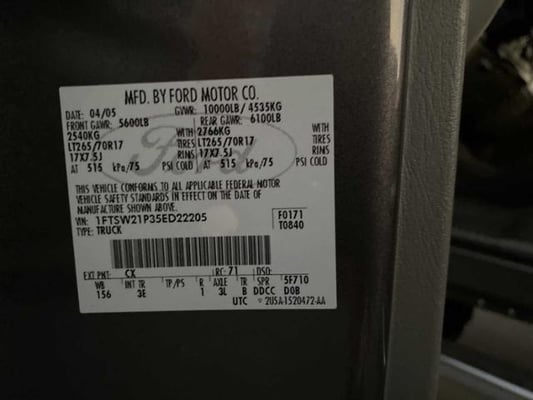 MFD. BY FORD MOTOR CO.
DATE: 04/05 GVWR: 10000LB / 4535KG
FRONT GAWR: 5600LB REAR GAWR: 6100LB
2540KG WITH 2766KG WITH
LT265/70R17 TIRES LT265/70R17 TIRES
17X7.5J RIMS 17X7.5J RIMS
AT 515 kPa/75 PSI COLD AT 515 kPa/75 PSI COLD
THIS VEHICLE CONFORMS TO ALL APPLICABLE FEDERAL MOTOR
VEHICLE SAFETY STANDARDS IN EFFECT ON THE DATE OF
MANUFACTURE SHOWN ABOVE.
VIN: 1FTSW21P35ED22205 F0171
TYPE: TRUCK T0840
EXT PNT: CX RC: 71 DSO:
WB INT TR TP/PS R AXLE TR SPR 5F710
156 3E 1 3L B DDCC D0B
UTC 2USA-1520472-AA
Ford